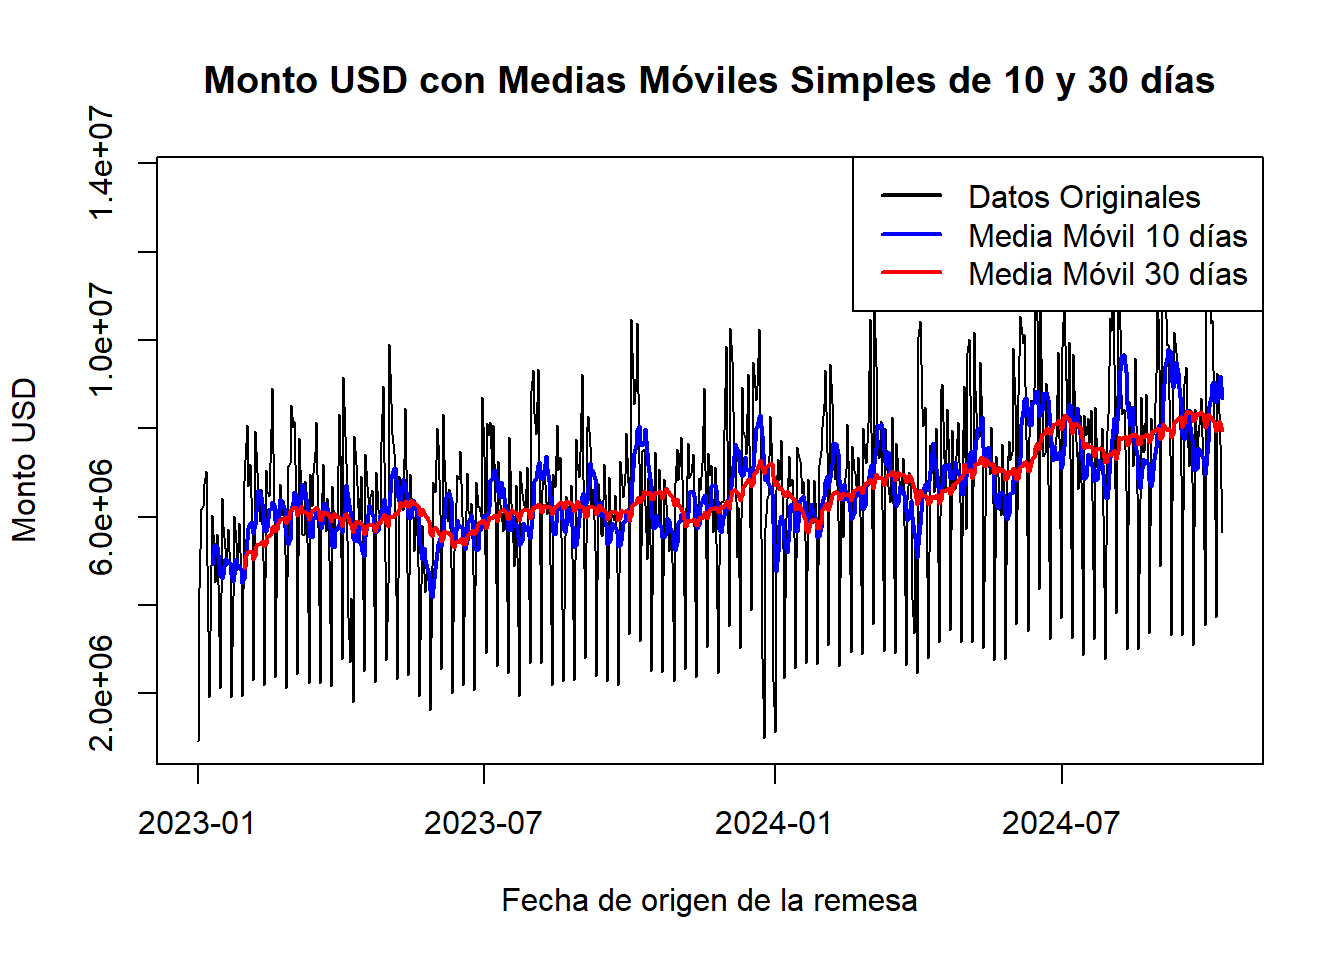 Monto USD con Medias Móviles Simples de 10 y 30 días
1.4e+07
1.0e+07
6.0e+06
2.0e+06
Monto USD
Datos Originales
Media Móvil 10 días
Media Móvil 30 días
2023-01
2023-07
2024-01
2024-07
Fecha de origen de la remesa